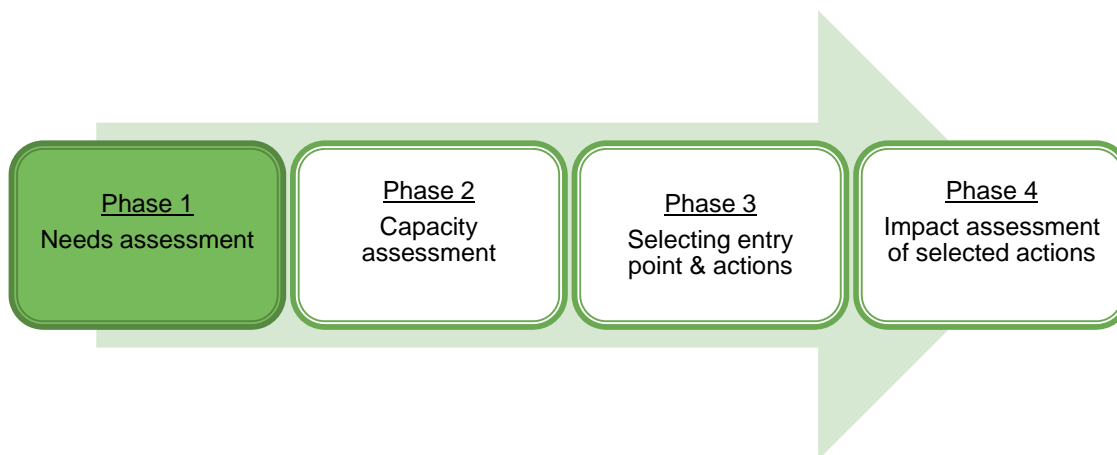 Phase 1
Needs assessment
Phase 2
Capacity
assessment
Phase 3
Selecting entry
point & actions
Phase 4
Impact assessment
of selected actions